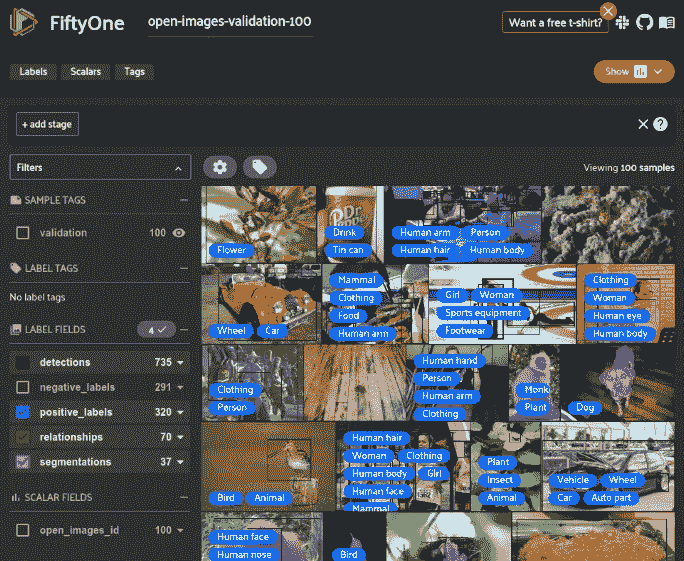 FiftyOne
open-images-validation-100
Want a free t-shirt?
Labels
Scalars
Tags
Show
+ add stage
Filters
Viewing 100 samples
SAMPLE TAGS
validation 100
LABEL TAGS
No label tags
LABEL FIELDS 4
detections 735
negative_labels 291
positive_labels 320
relationships 70
segmentations 37
SCALAR FIELDS
open_images_id 100
Flower
Dr
Drink
Tin can
Human arm Person
Human hair Human body
Wheel Car
Mammal
Clothing
Food
Human arm
Girl Woman
Sports equipment
Footwear
Clothing
Woman
Human eye
Human body
Clothing
Person
Human hand
Person
Human arm
Clothing
Plant
Dog
Bird Animal
Human hair
Woman Clothing
Human body Girl
Human face
Mammal
Plant
Insect
Animal
Vehicle Wheel
Car Auto part
Human face
Human nose
Bird